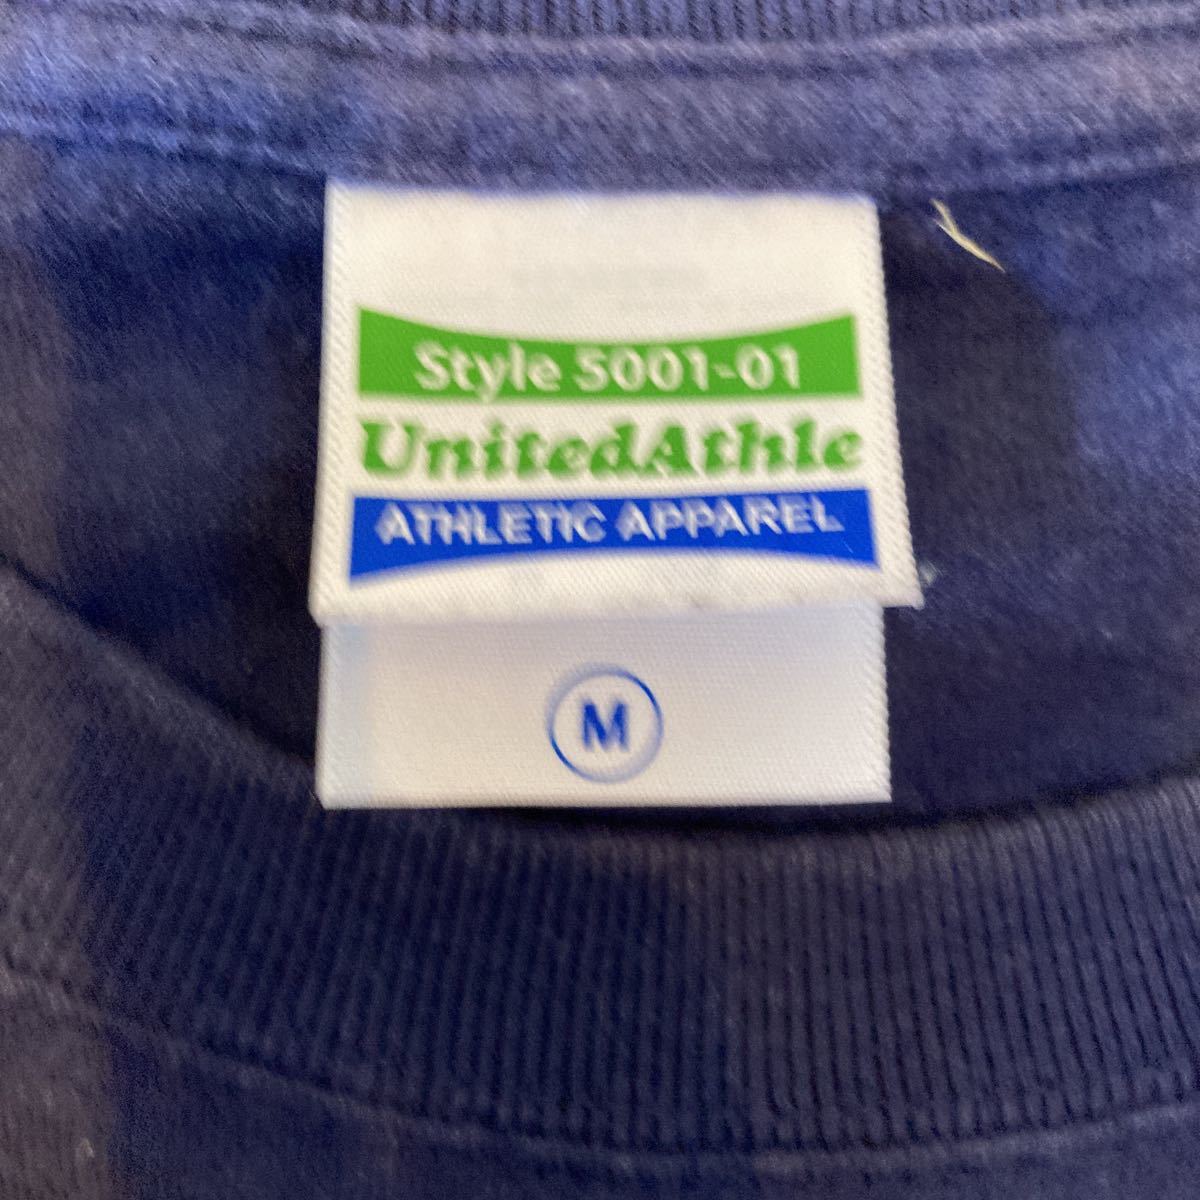 Style 5001-01
UnitedAthle
ATHLETIC APPAREL
M